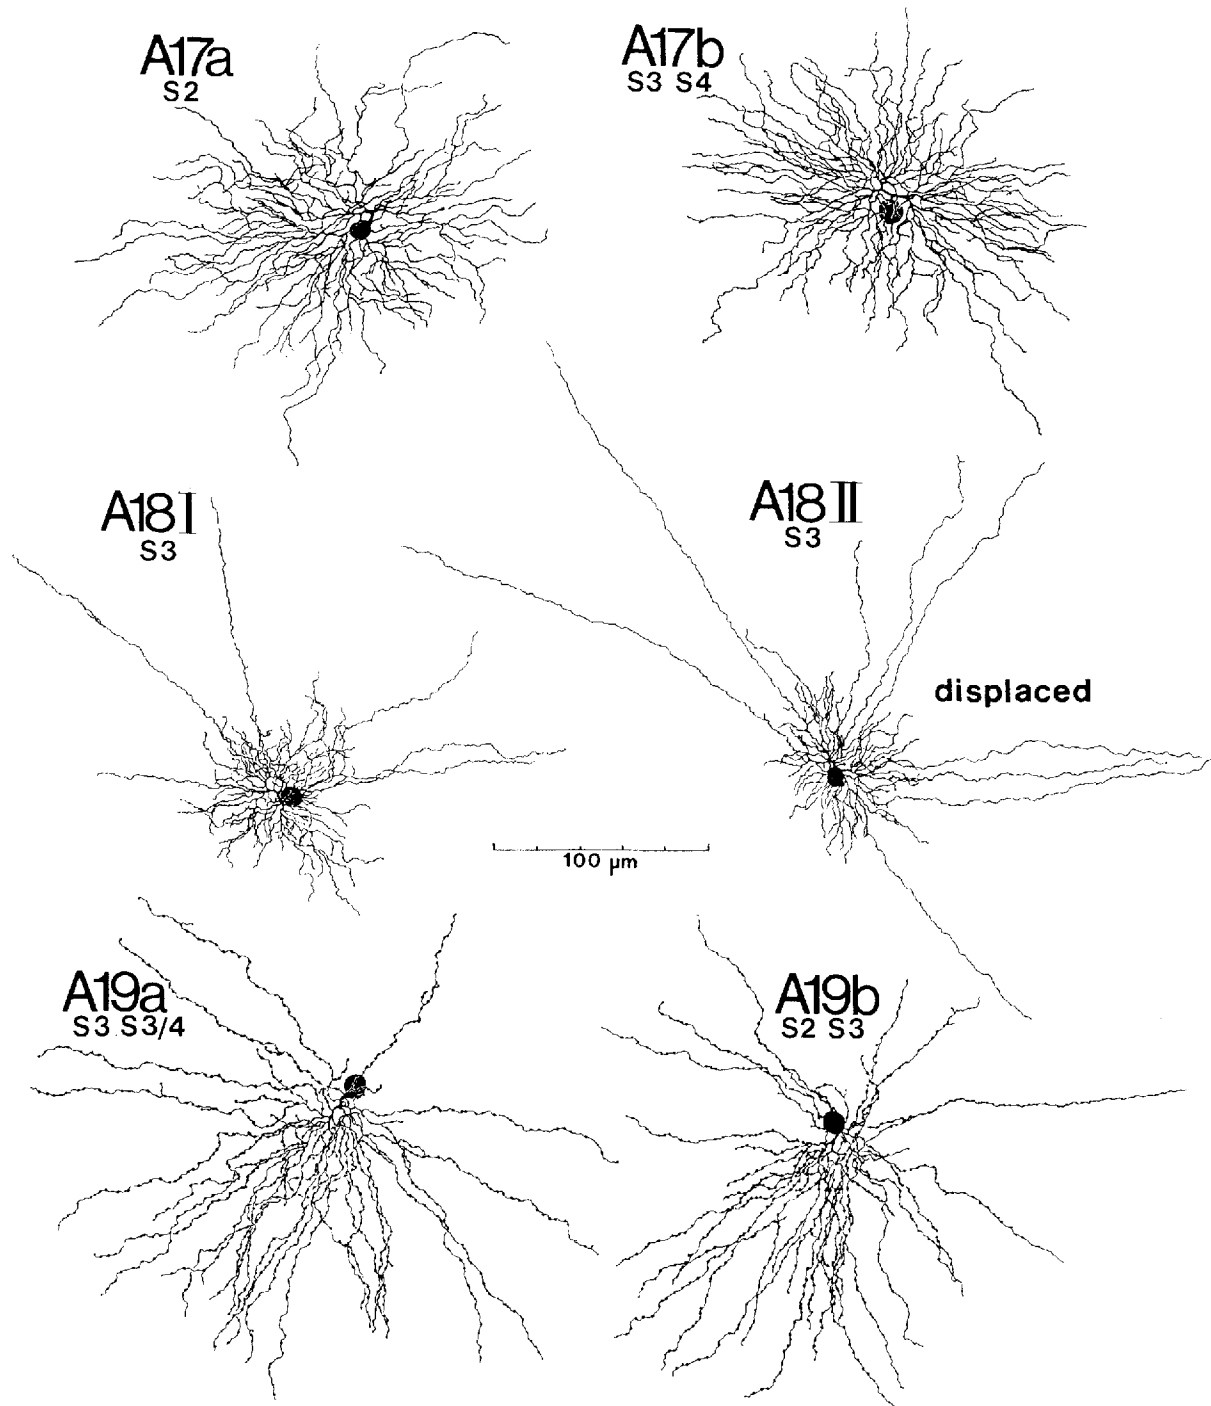 A17a
S2
A17b
S3 S4
A18 I
S3
A18 II
S3
displaced
100 µm
A19a
S3 S3/4
A19b
S2 S3